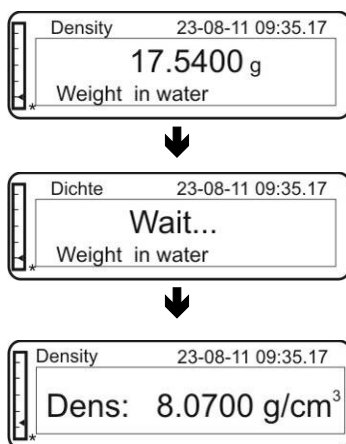 Density 23-08-11 09:35.17
17.5400 g
Weight in water
*
Dichte 23-08-11 09:35.17
Wait...
Weight in water
*
Density 23-08-11 09:35.17
Dens: 8.0700 g/cm³
*